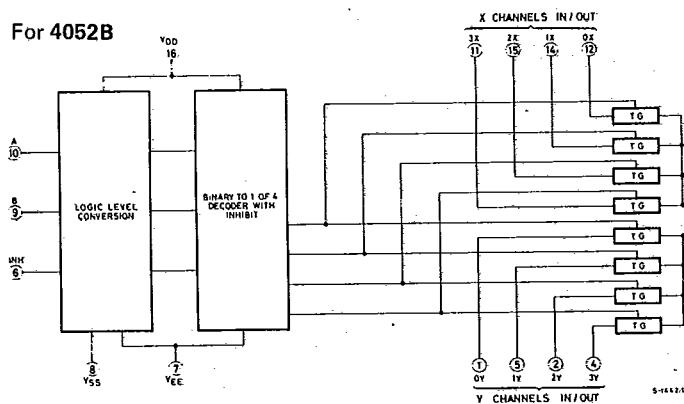 For 4052B
X CHANNELS IN/OUT
VDD
16
3X 2X 1X 0X
11 15 14 12
TG
TG
TG
TG
TG
TG
TG
TG
A
10
B
9
INH
6
LOGIC LEVEL
CONVERSION
BINARY TO 1 OF 4
DECODER WITH
INHIBIT
8
VSS
7
VEE
1 5 2 4
0Y 1Y 2Y 3Y
Y CHANNELS IN/OUT